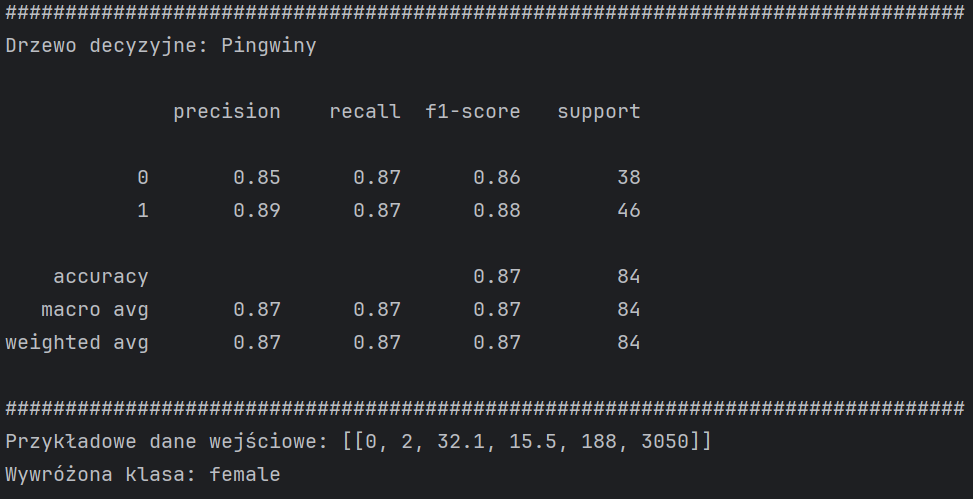 ################################################################################
Drzewo decyzyjne: Pingwiny
precision recall f1-score support
0 0.85 0.87 0.86 38
1 0.89 0.87 0.88 46
accuracy 0.87 84
macro avg 0.87 0.87 0.87 84
weighted avg 0.87 0.87 0.87 84
################################################################################
Przykładowe dane wejściowe: [[0, 2, 32.1, 15.5, 188, 3050]]
Wywróżona klasa: female